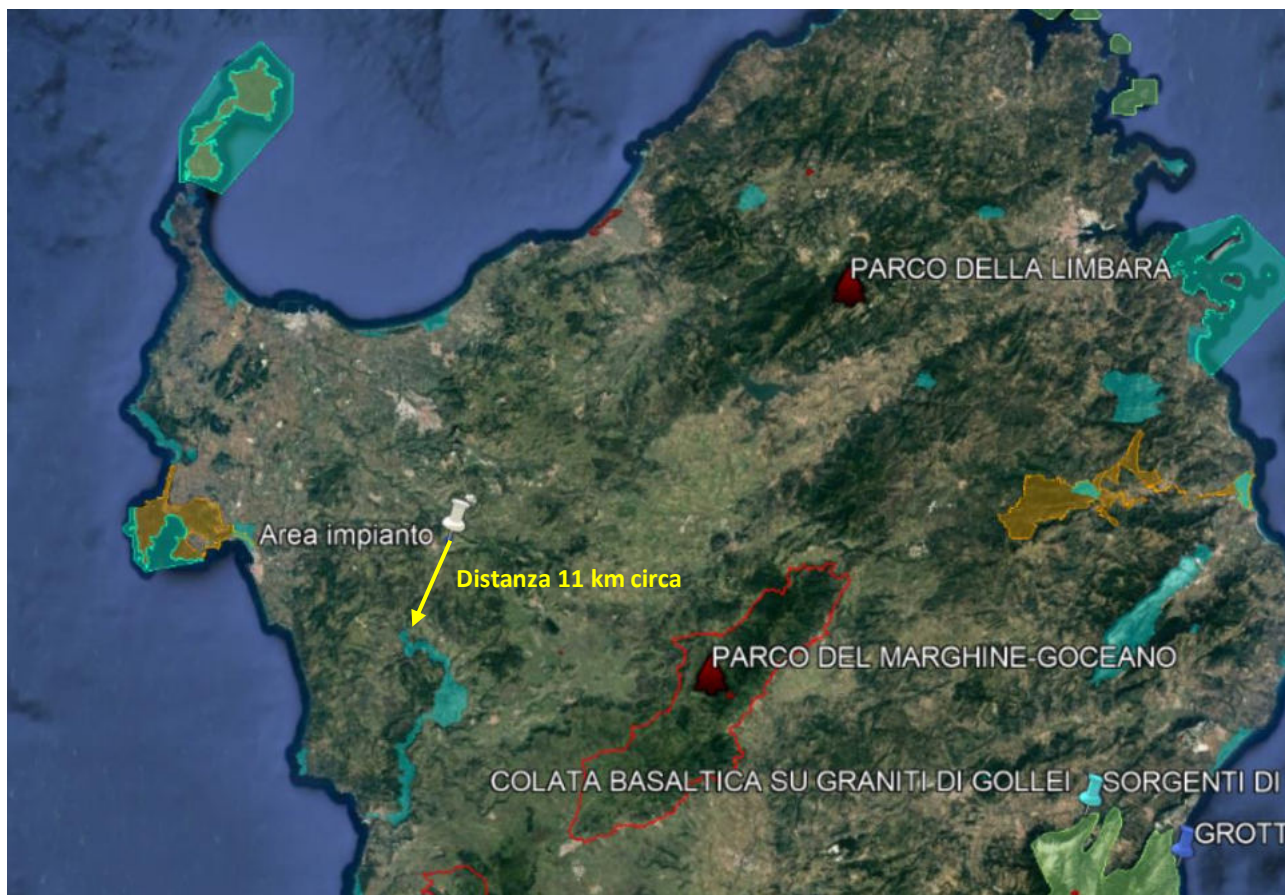 PARCO DELLA LIMBARA
Area impianto
Distanza 11 km circa
PARCO DEL MARGHINE-GOCEANO
COLATA BASALTICA SU GRANITI DI GOLLEI
SORGENTI DI
GROTT